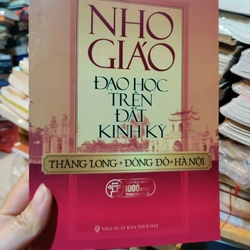 NHO
GIÁO
ĐẠO HỌC
TRÊN
ĐẤT
KINH KỲ
THĂNG LONG - ĐÔNG ĐÔ - HÀ NỘI
1000
NHÀ XUẤT BẢN THỜI ĐẠI